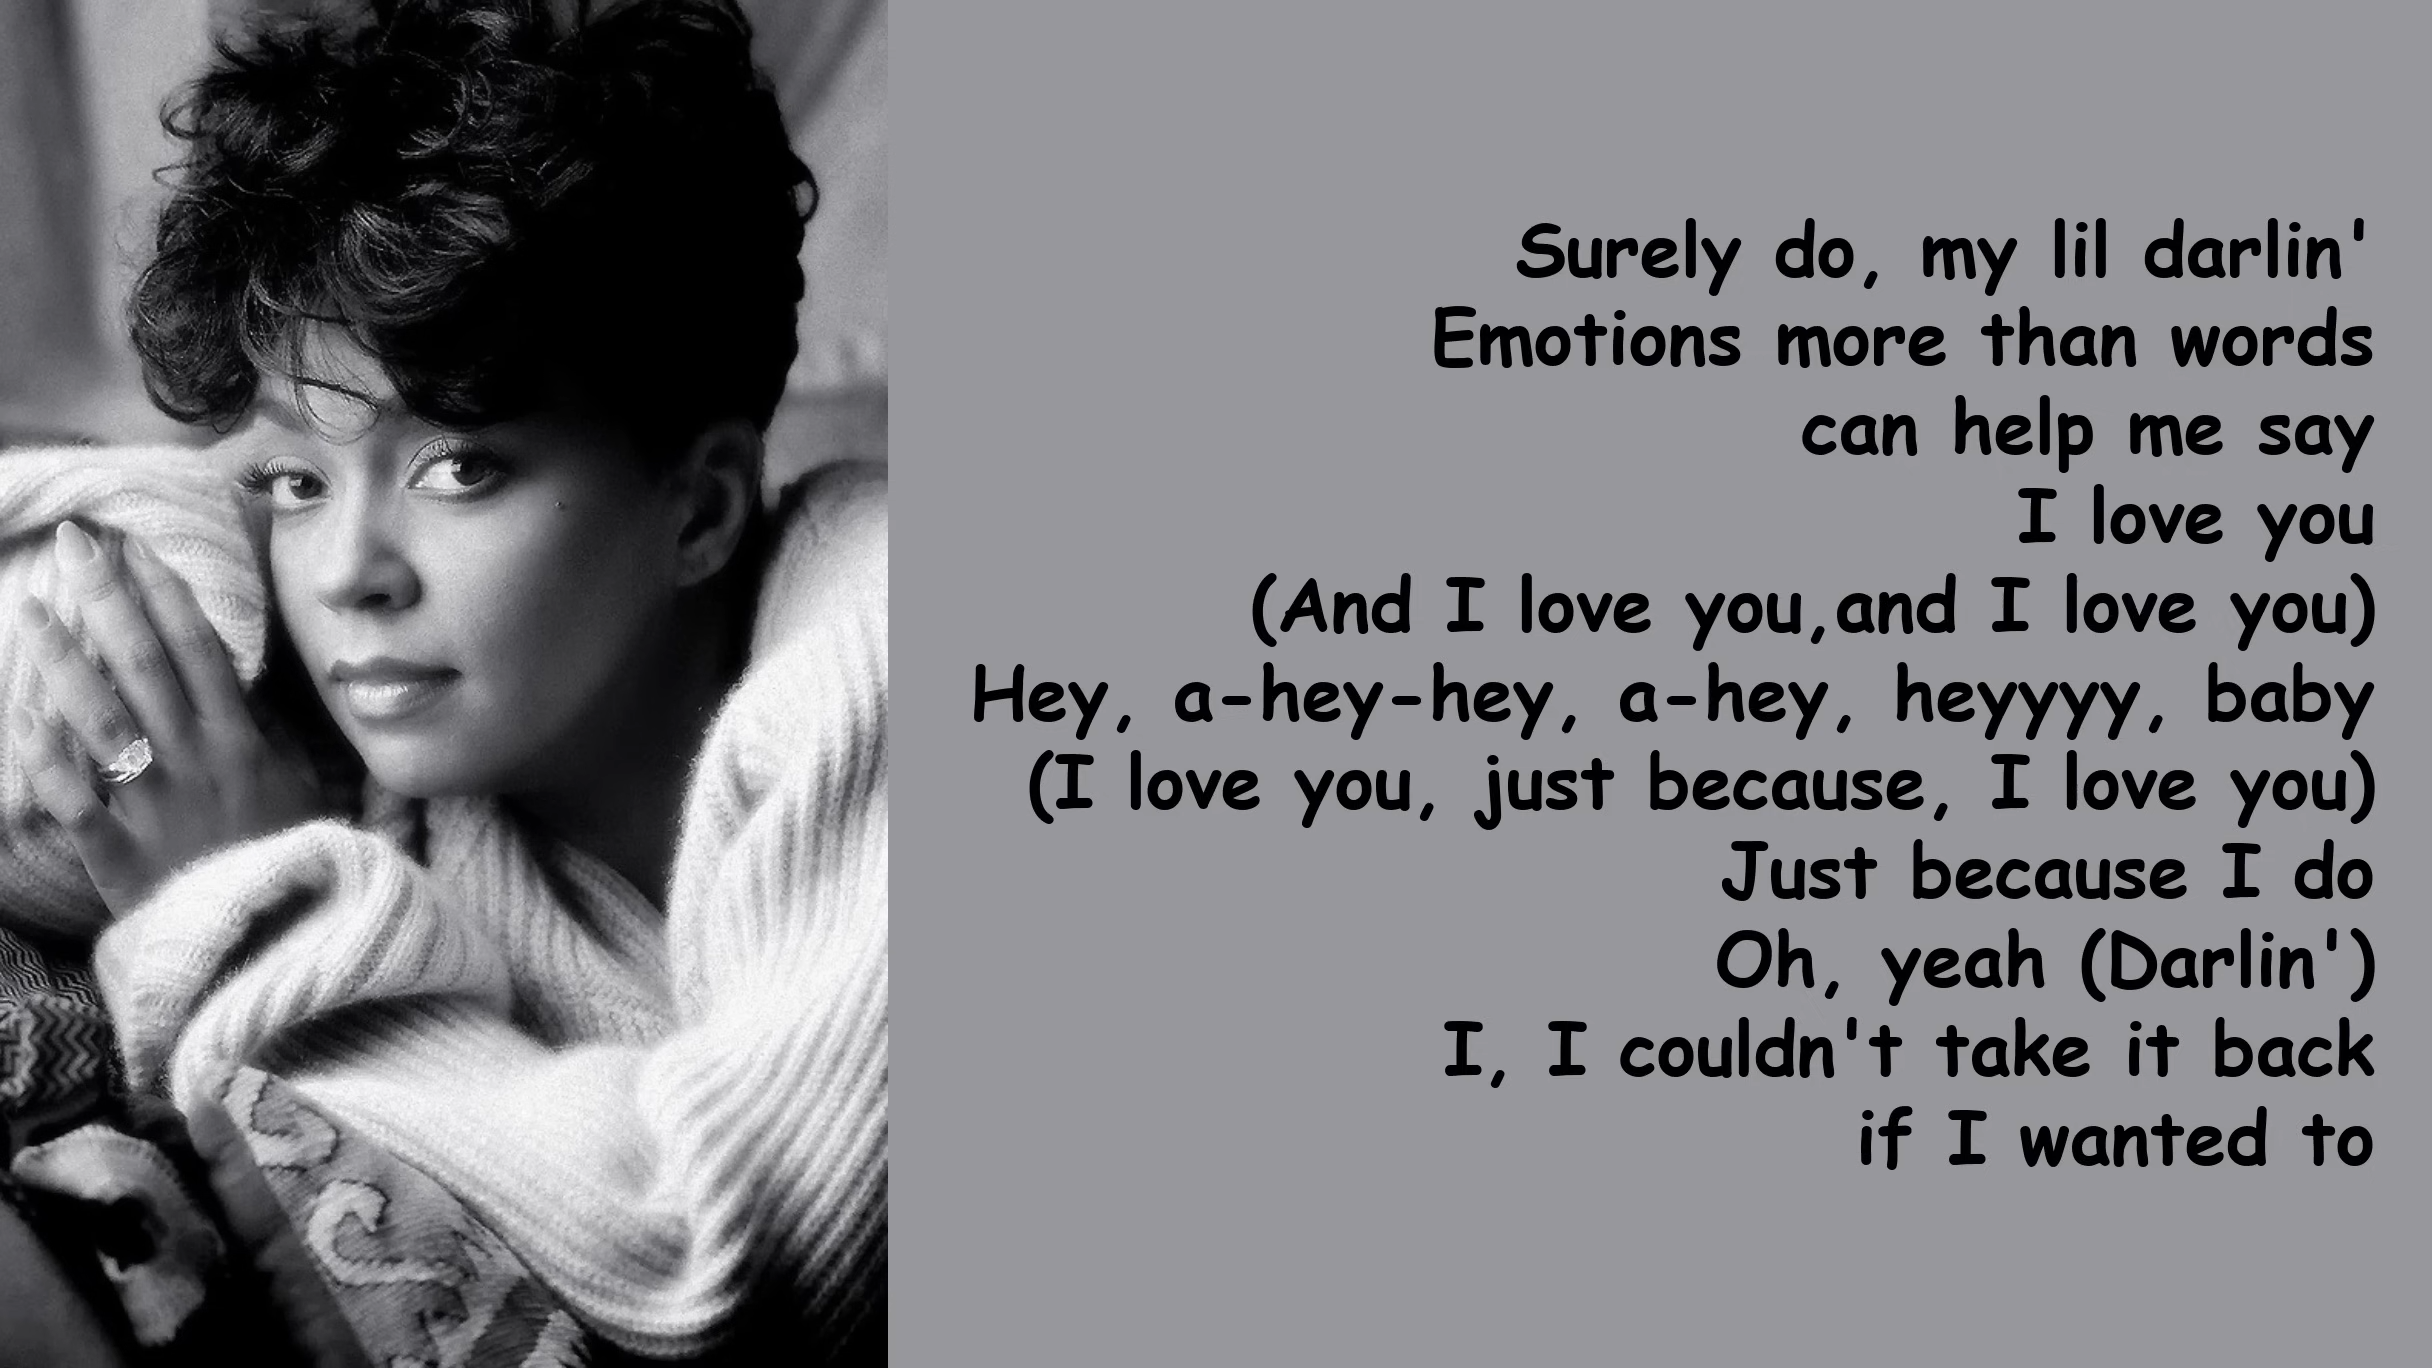 Surely do, my lil darlin'
Emotions more than words
can help me say
I love you
(And I love you,and I love you)
Hey, a-hey-hey, a-hey, heyyyy, baby
(I love you, just because, I love you)
Just because I do
Oh, yeah (Darlin')
I, I couldn't take it back
if I wanted to